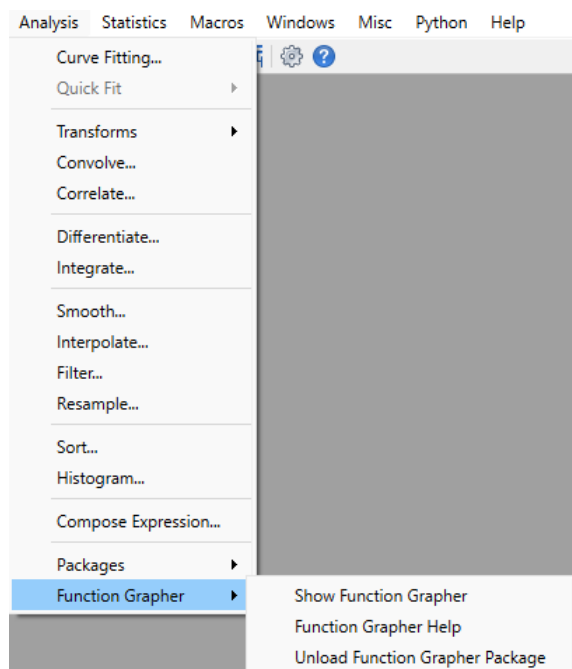 Analysis Statistics Macros Windows Misc Python Help
Curve Fitting...
Quick Fit
Transforms
Convolve...
Correlate...
Differentiate...
Integrate...
Smooth...
Interpolate...
Filter...
Resample...
Sort...
Histogram...
Compose Expression...
Packages
Function Grapher
Show Function Grapher
Function Grapher Help
Unload Function Grapher Package